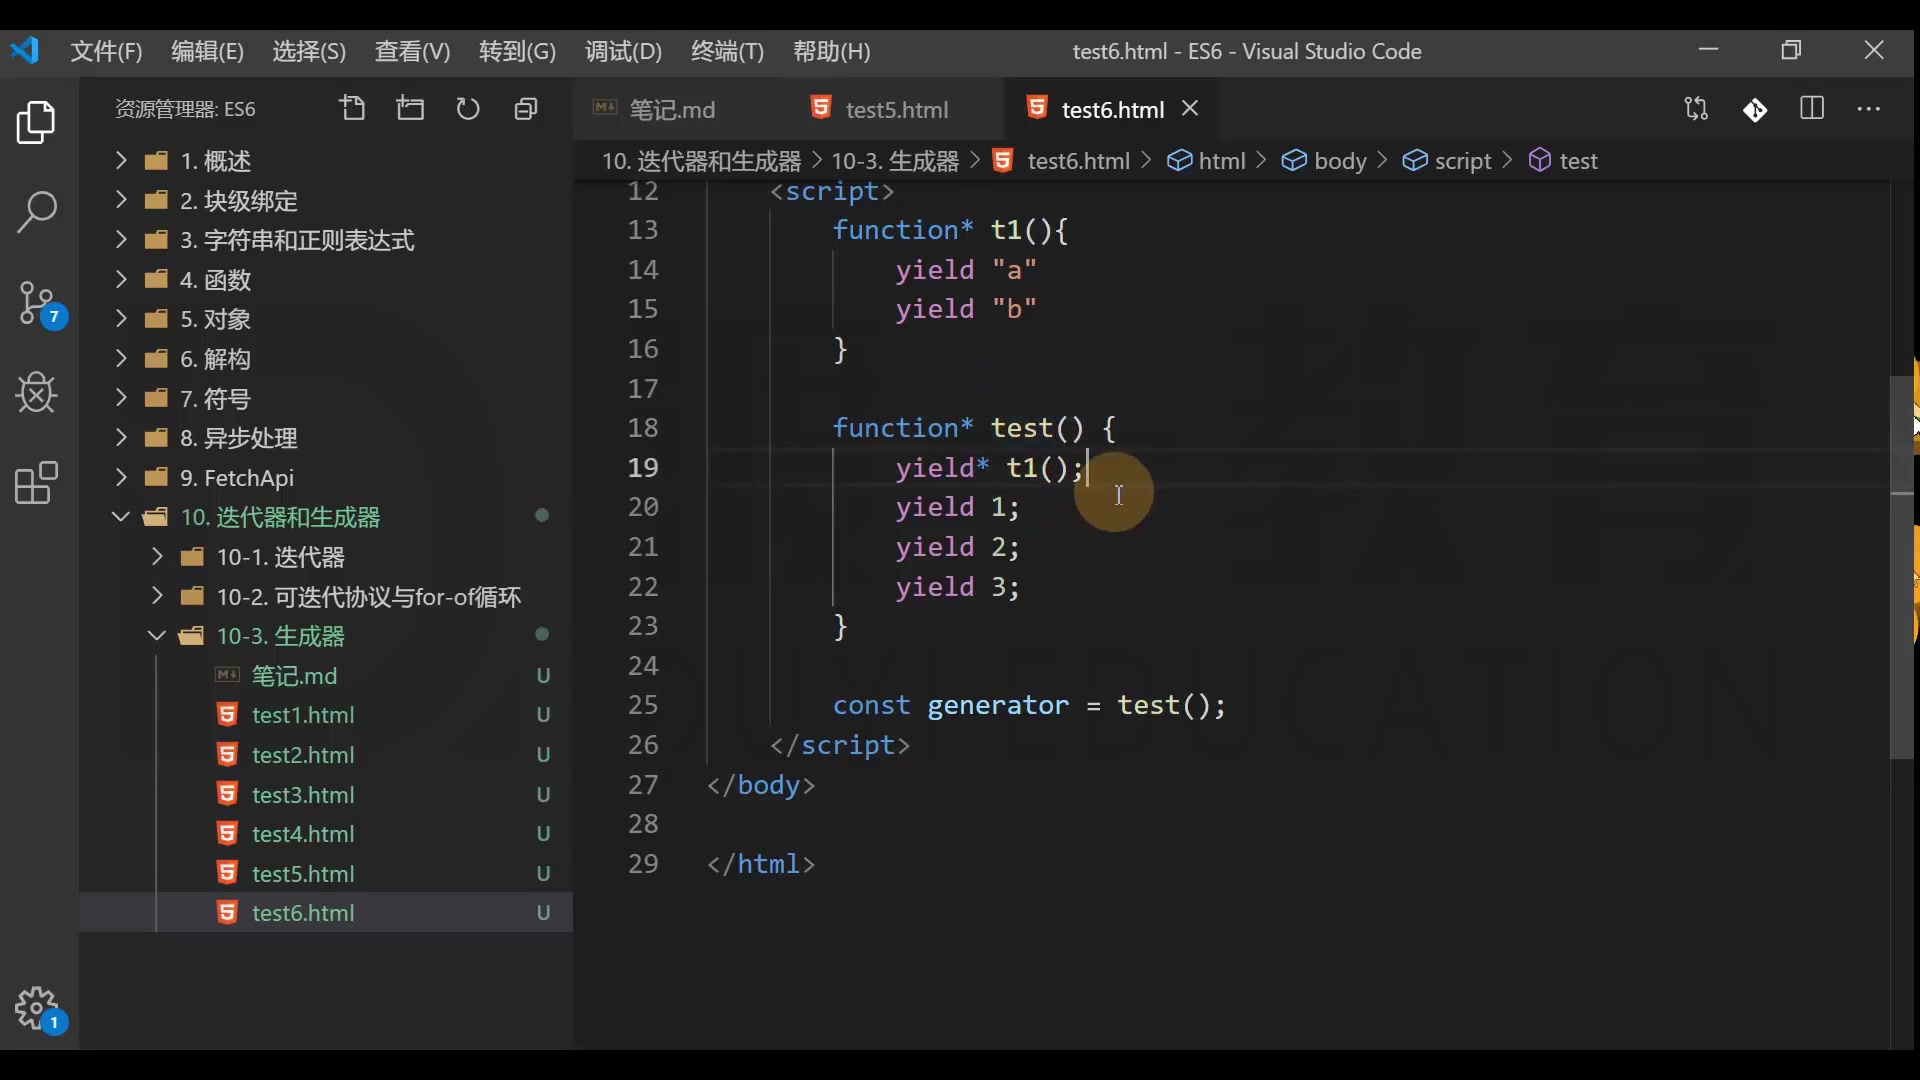 文件(F) 编辑(E) 选择(S) 查看(V) 转到(G) 调试(D) 终端(T) 帮助(H) test6.html - ES6 - Visual Studio Code
资源管理器: ES6
笔记.md test5.html test6.html
10. 迭代器和生成器 10-3. 生成器 test6.html html body script test
1. 概述
2. 块级绑定
3. 字符串和正则表达式
4. 函数
5. 对象
6. 解构
7. 符号
8. 异步处理
9. FetchApi
10. 迭代器和生成器
10-1. 迭代器
10-2. 可迭代协议与for-of循环
10-3. 生成器
笔记.md U
test1.html U
test2.html U
test3.html U
test4.html U
test5.html U
test6.html U
7
1
12 <script>
13 function* t1(){
14 yield "a"
15 yield "b"
16 }
17
18 function* test() {
19 yield* t1();
20 yield 1;
21 yield 2;
22 yield 3;
23 }
24
25 const generator = test();
26 </script>
27 </body>
28
29 </html>